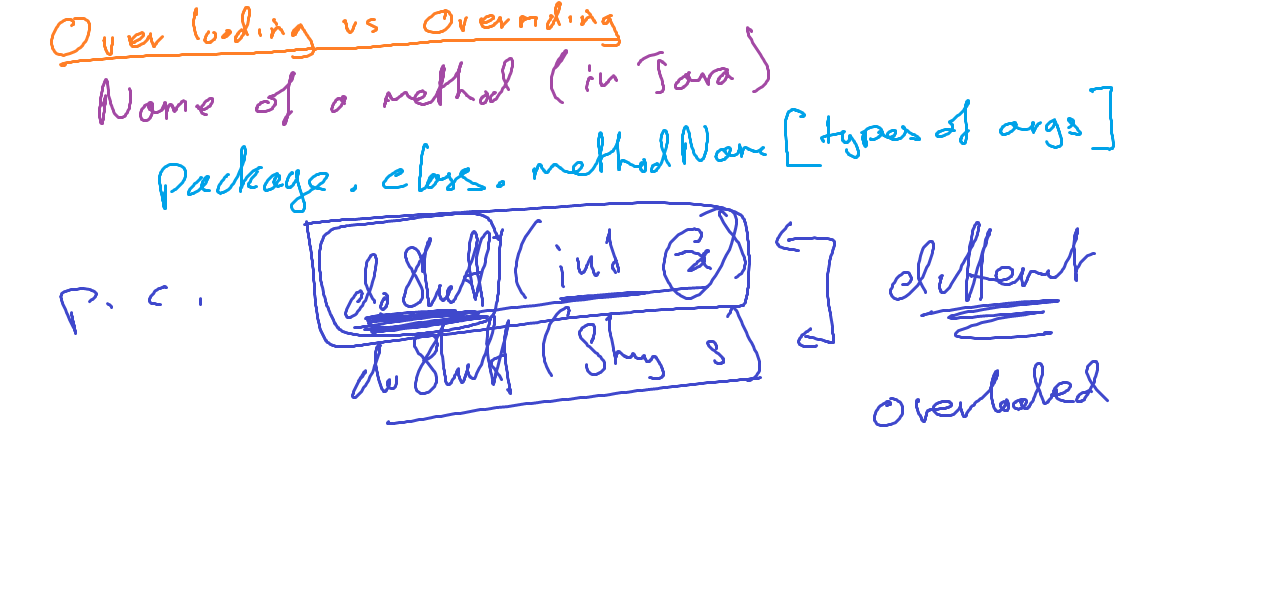 Overloading vs Overriding
Name of a method (in Java)
package.class.methodName [types of args]
p. c. doStuff (int x) different
doStuff (String s)
overloaded